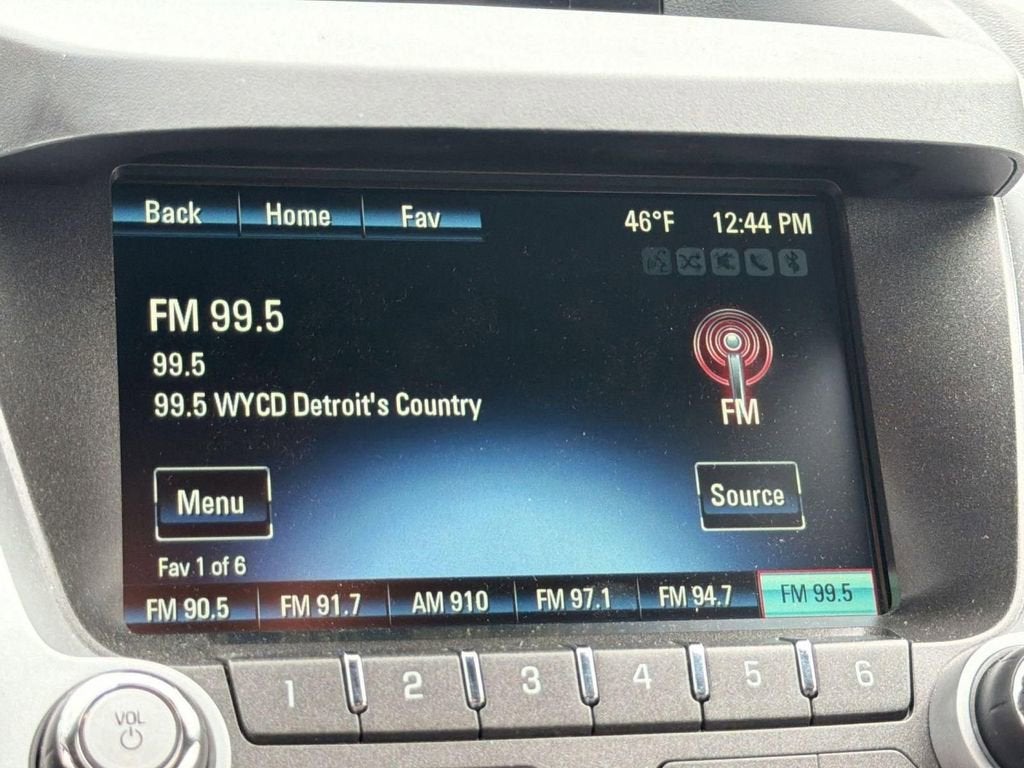 Back Home Fav 46°F 12:44 PM
FM 99.5
99.5
99.5 WYCD Detroit's Country
FM
Menu Source
Fav 1 of 6
FM 90.5 FM 91.7 AM 910 FM 97.1 FM 94.7 FM 99.5
1 2 3 4 5 6
VOL